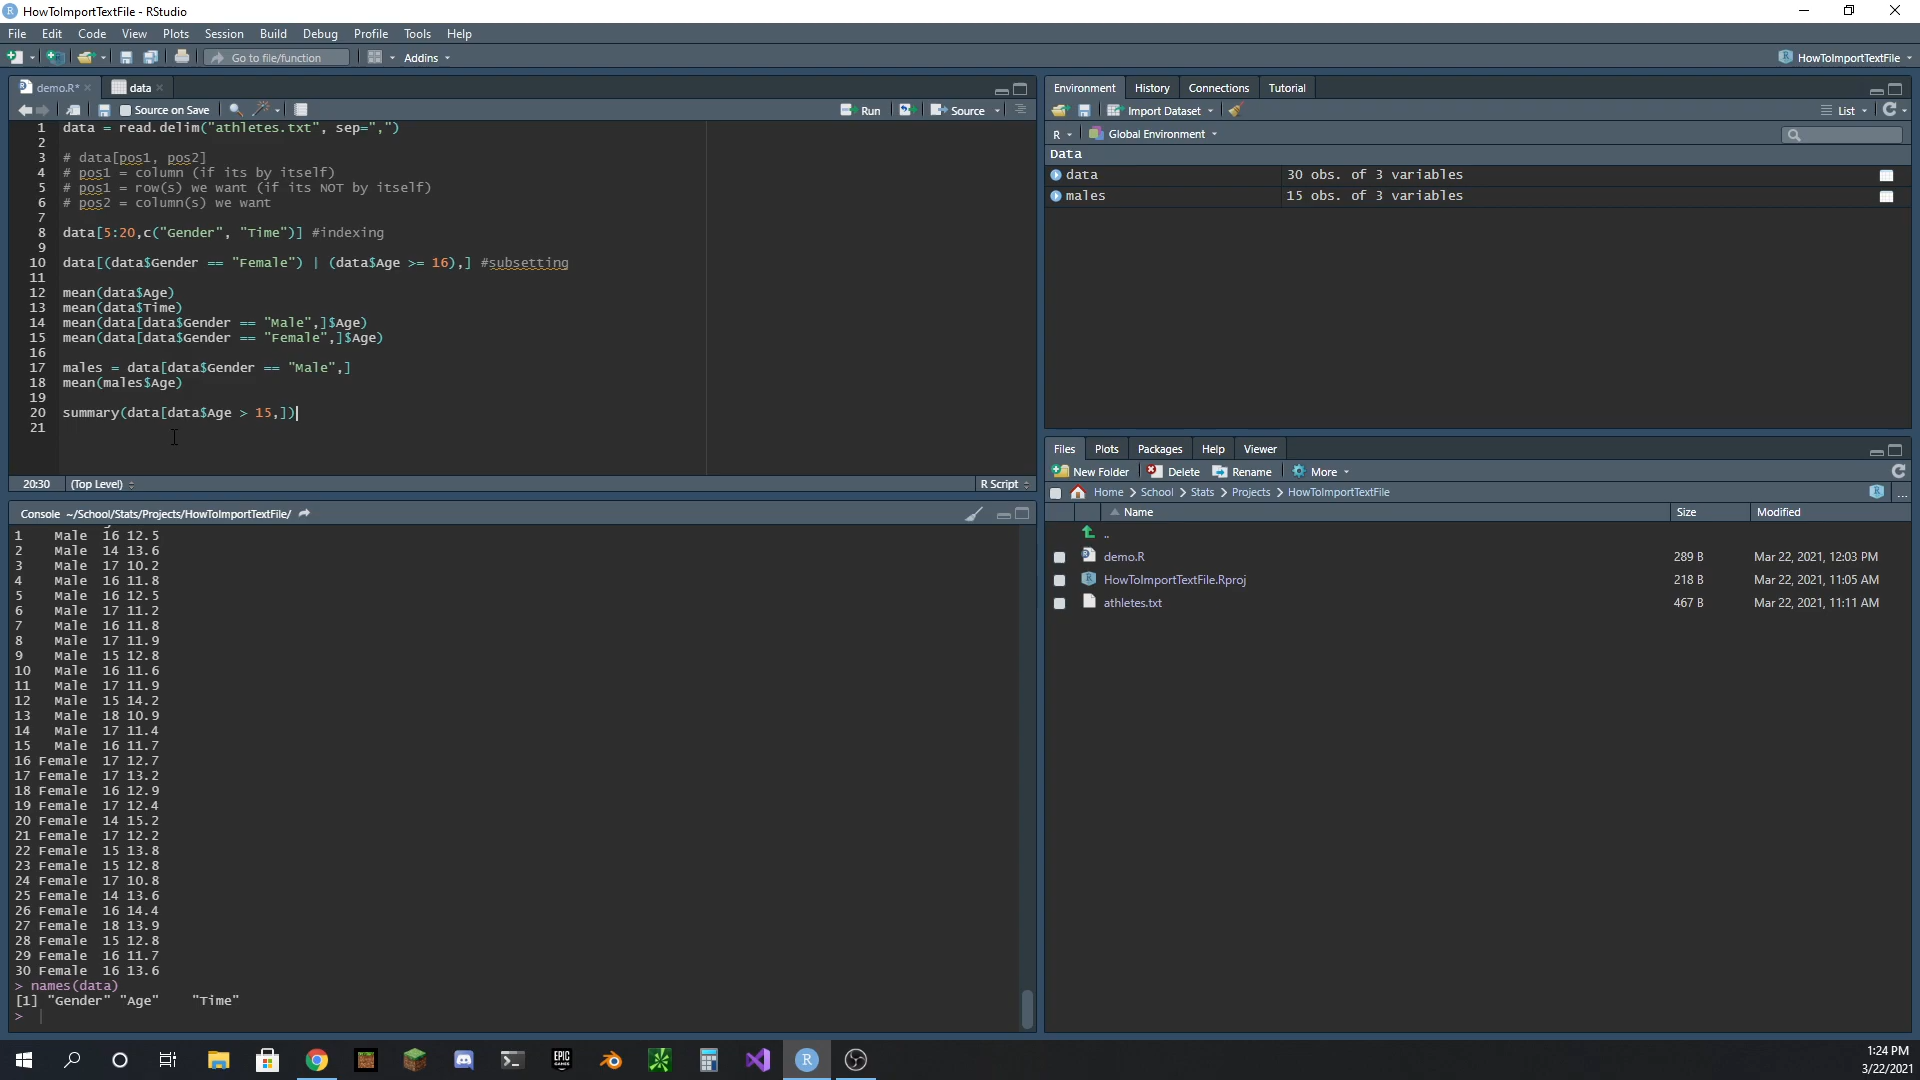 HowToImportTextFile - RStudio
File Edit Code View Plots Session Build Debug Profile Tools Help
Go to file/function Addins HowToImportTextFile
demo.R* data
Source on Save Run Source
1 data = read.delim("athletes.txt", sep=",")
2
3 # data[pos1, pos2]
4 # pos1 = column (if its by itself)
5 # pos1 = row(s) we want (if its NOT by itself)
6 # pos2 = column(s) we want
7
8 data[5:20,c("Gender", "Time")] #indexing
9
10 data[(data$Gender == "Female") | (data$Age >= 16),] #subsetting
11
12 mean(data$Age)
13 mean(data$Time)
14 mean(data[data$Gender == "Male",]$Age)
15 mean(data[data$Gender == "Female",]$Age)
16
17 males = data[data$Gender == "Male",]
18 mean(males$Age)
19
20 summary(data[data$Age > 15,])
21
20:30 (Top Level) R Script
Console ~/School/Stats/Projects/HowToImportTextFile/
1 Male 16 12.5
2 Male 14 13.6
3 Male 17 10.2
4 Male 16 11.8
5 Male 16 12.5
6 Male 17 11.2
7 Male 16 11.8
8 Male 17 11.9
9 Male 15 12.8
10 Male 16 11.6
11 Male 17 11.9
12 Male 15 14.2
13 Male 18 10.9
14 Male 17 11.4
15 Male 16 11.7
16 Female 17 12.7
17 Female 17 13.2
18 Female 16 12.9
19 Female 17 12.4
20 Female 14 15.2
21 Female 17 12.2
22 Female 15 13.8
23 Female 15 12.8
24 Female 17 10.8
25 Female 14 13.6
26 Female 16 14.4
27 Female 18 13.9
28 Female 15 12.8
29 Female 16 11.7
30 Female 16 13.6
> names(data)
[1] "Gender" "Age" "Time"
>
Environment History Connections Tutorial
Import Dataset List
R Global Environment
Data
data 30 obs. of 3 variables
males 15 obs. of 3 variables
Files Plots Packages Help Viewer
New Folder Delete Rename More
Home School Stats Projects HowToImportTextFile ...
Name Size Modified
..
demo.R 289 B Mar 22, 2021, 12:03 PM
HowToImportTextFile.Rproj 218 B Mar 22, 2021, 11:05 AM
athletes.txt 467 B Mar 22, 2021, 11:11 AM
EPIC GAMES
R
1:24 PM
3/22/2021